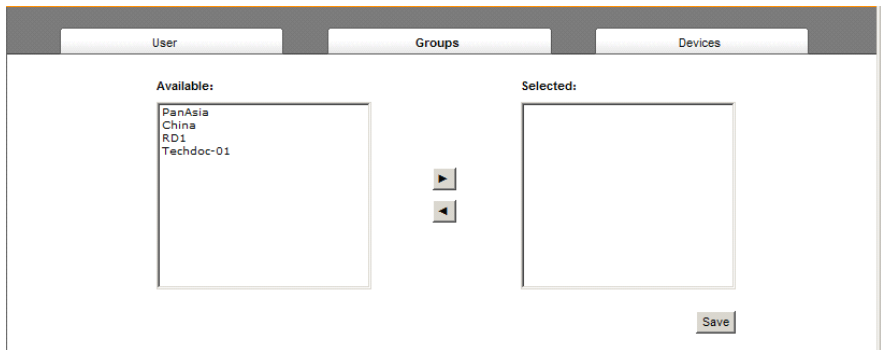 User
Groups
Devices
Available:
Selected:
PanAsia
China
RD1
Techdoc-01
Save